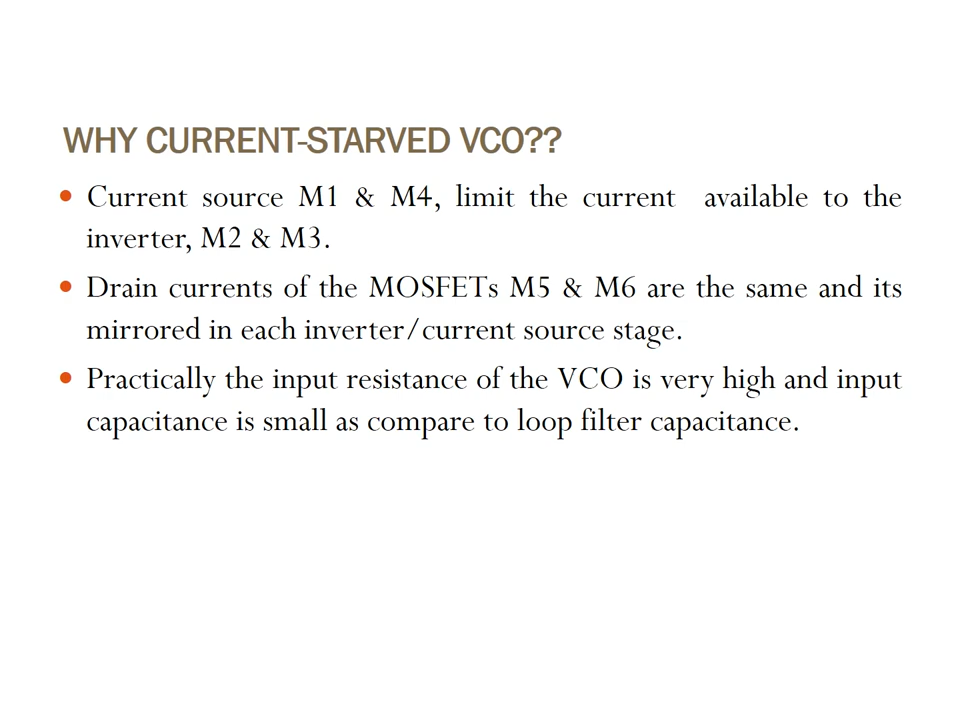 WHY CURRENT-STARVED VCO??
• Current source M1 & M4, limit the current available to the
inverter, M2 & M3.
• Drain currents of the MOSFETs M5 & M6 are the same and its
mirrored in each inverter/current source stage.
• Practically the input resistance of the VCO is very high and input
capacitance is small as compare to loop filter capacitance.